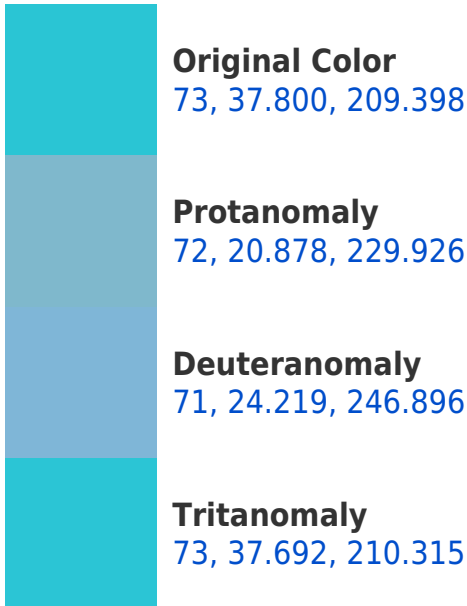 Original Color
73, 37.800, 209.398
Protanomaly
72, 20.878, 229.926
Deuteranomaly
71, 24.219, 246.896
Tritanomaly
73, 37.692, 210.315